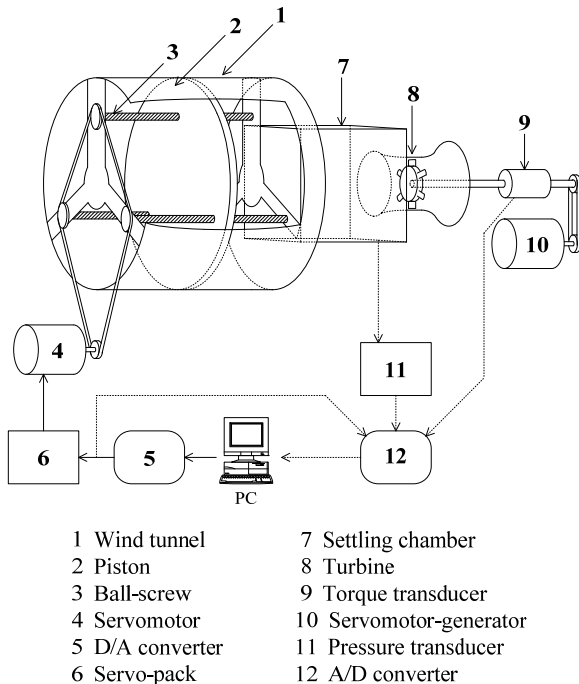 1
2
3
7
8
9
10
4
11
6
5
12
PC
1 Wind tunnel
2 Piston
3 Ball-screw
4 Servomotor
5 D/A converter
6 Servo-pack
7 Settling chamber
8 Turbine
9 Torque transducer
10 Servomotor-generator
11 Pressure transducer
12 A/D converter